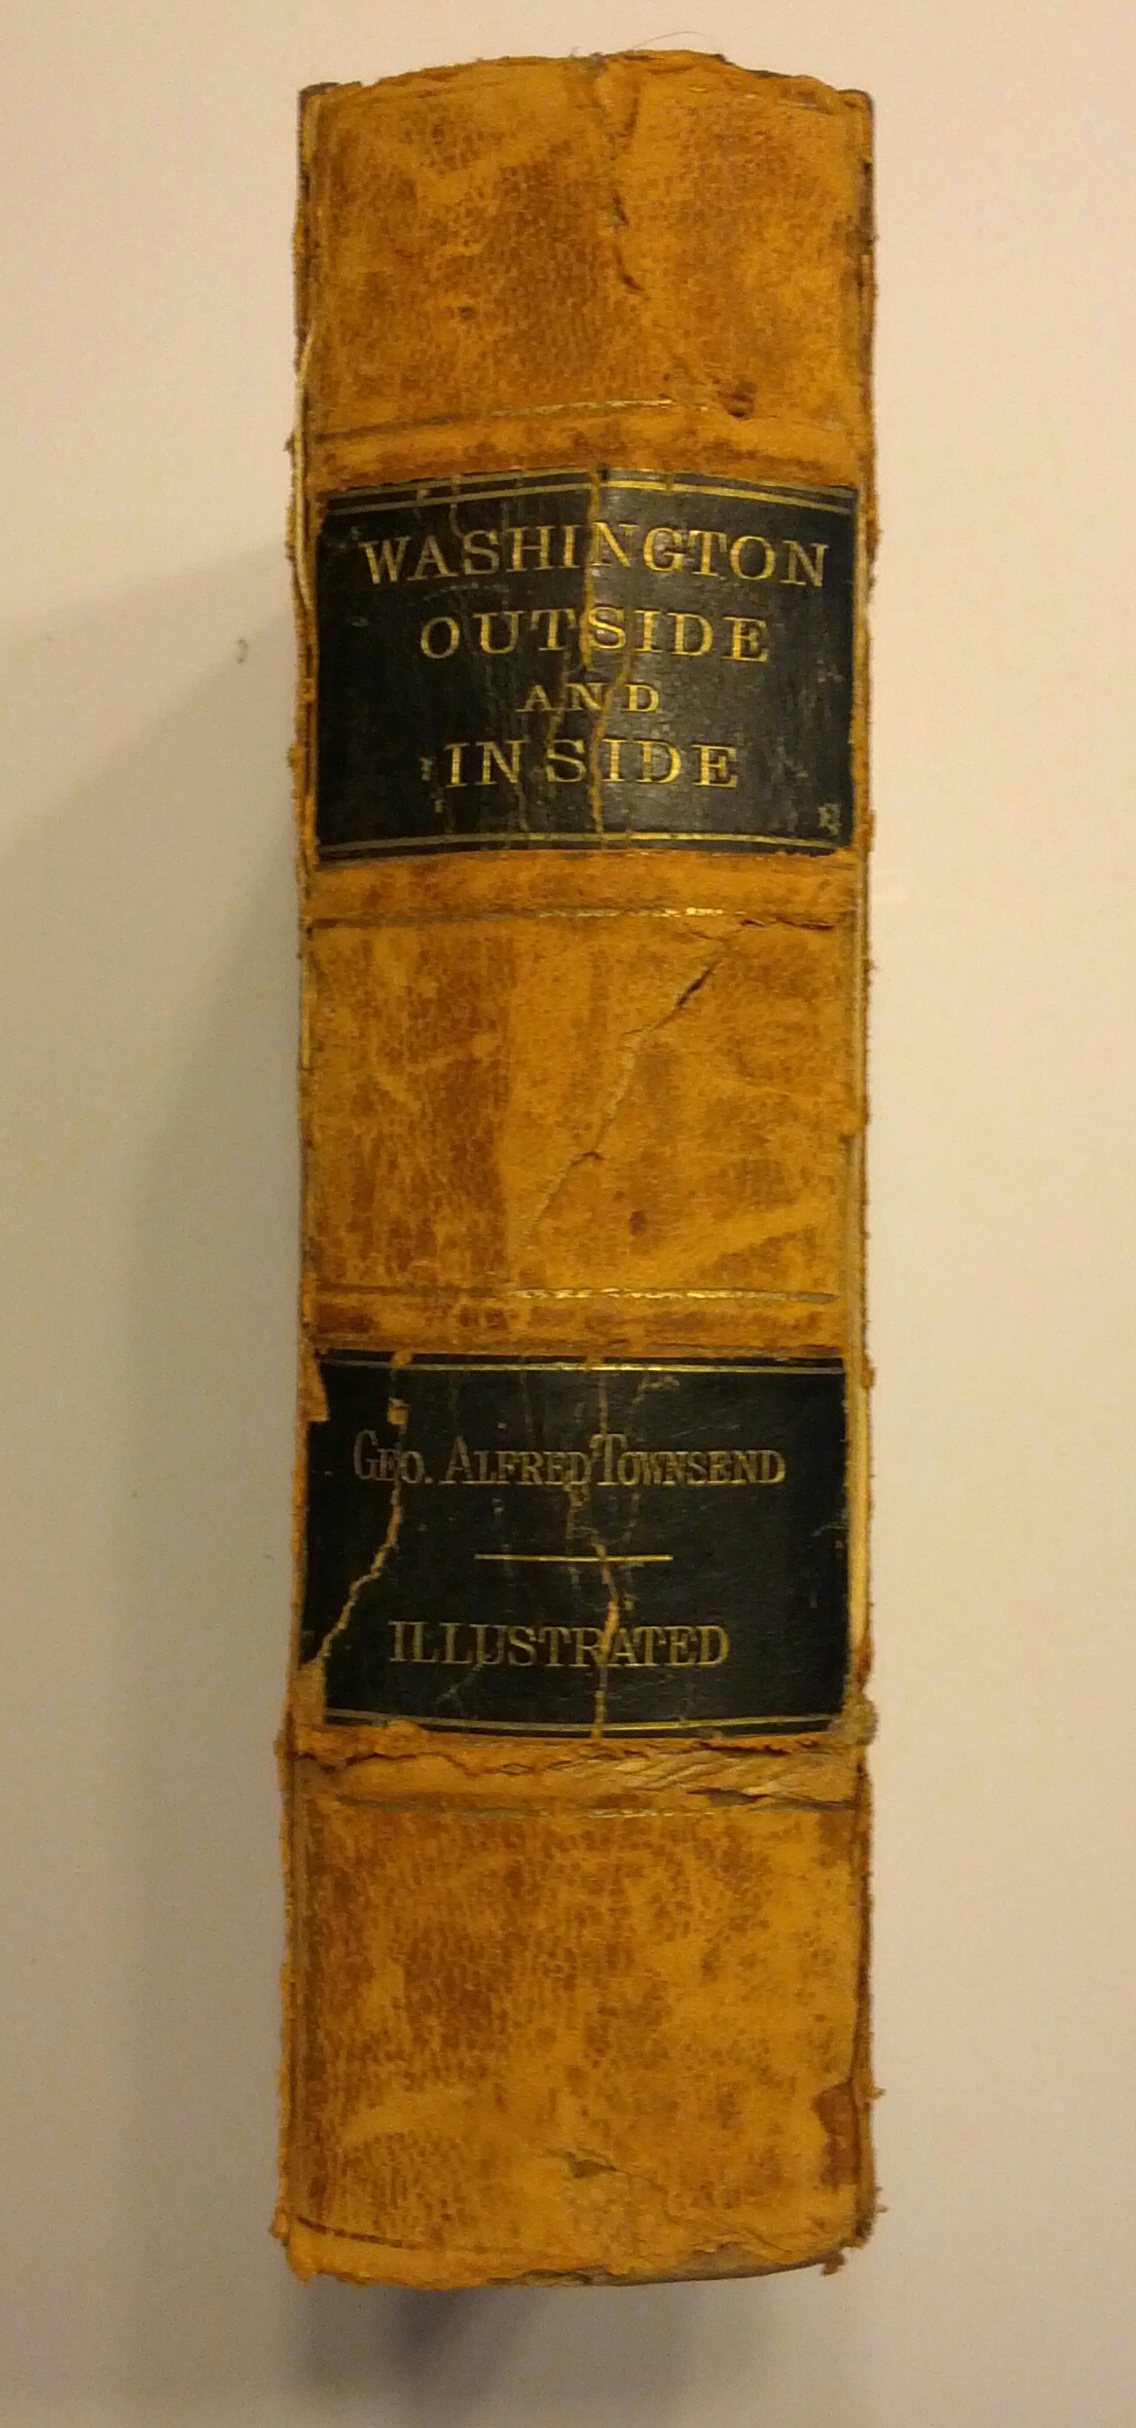 WASHINGTON
OUTSIDE
AND
INSIDE
GEO. ALFRED TOWNSEND
ILLUSTRATED